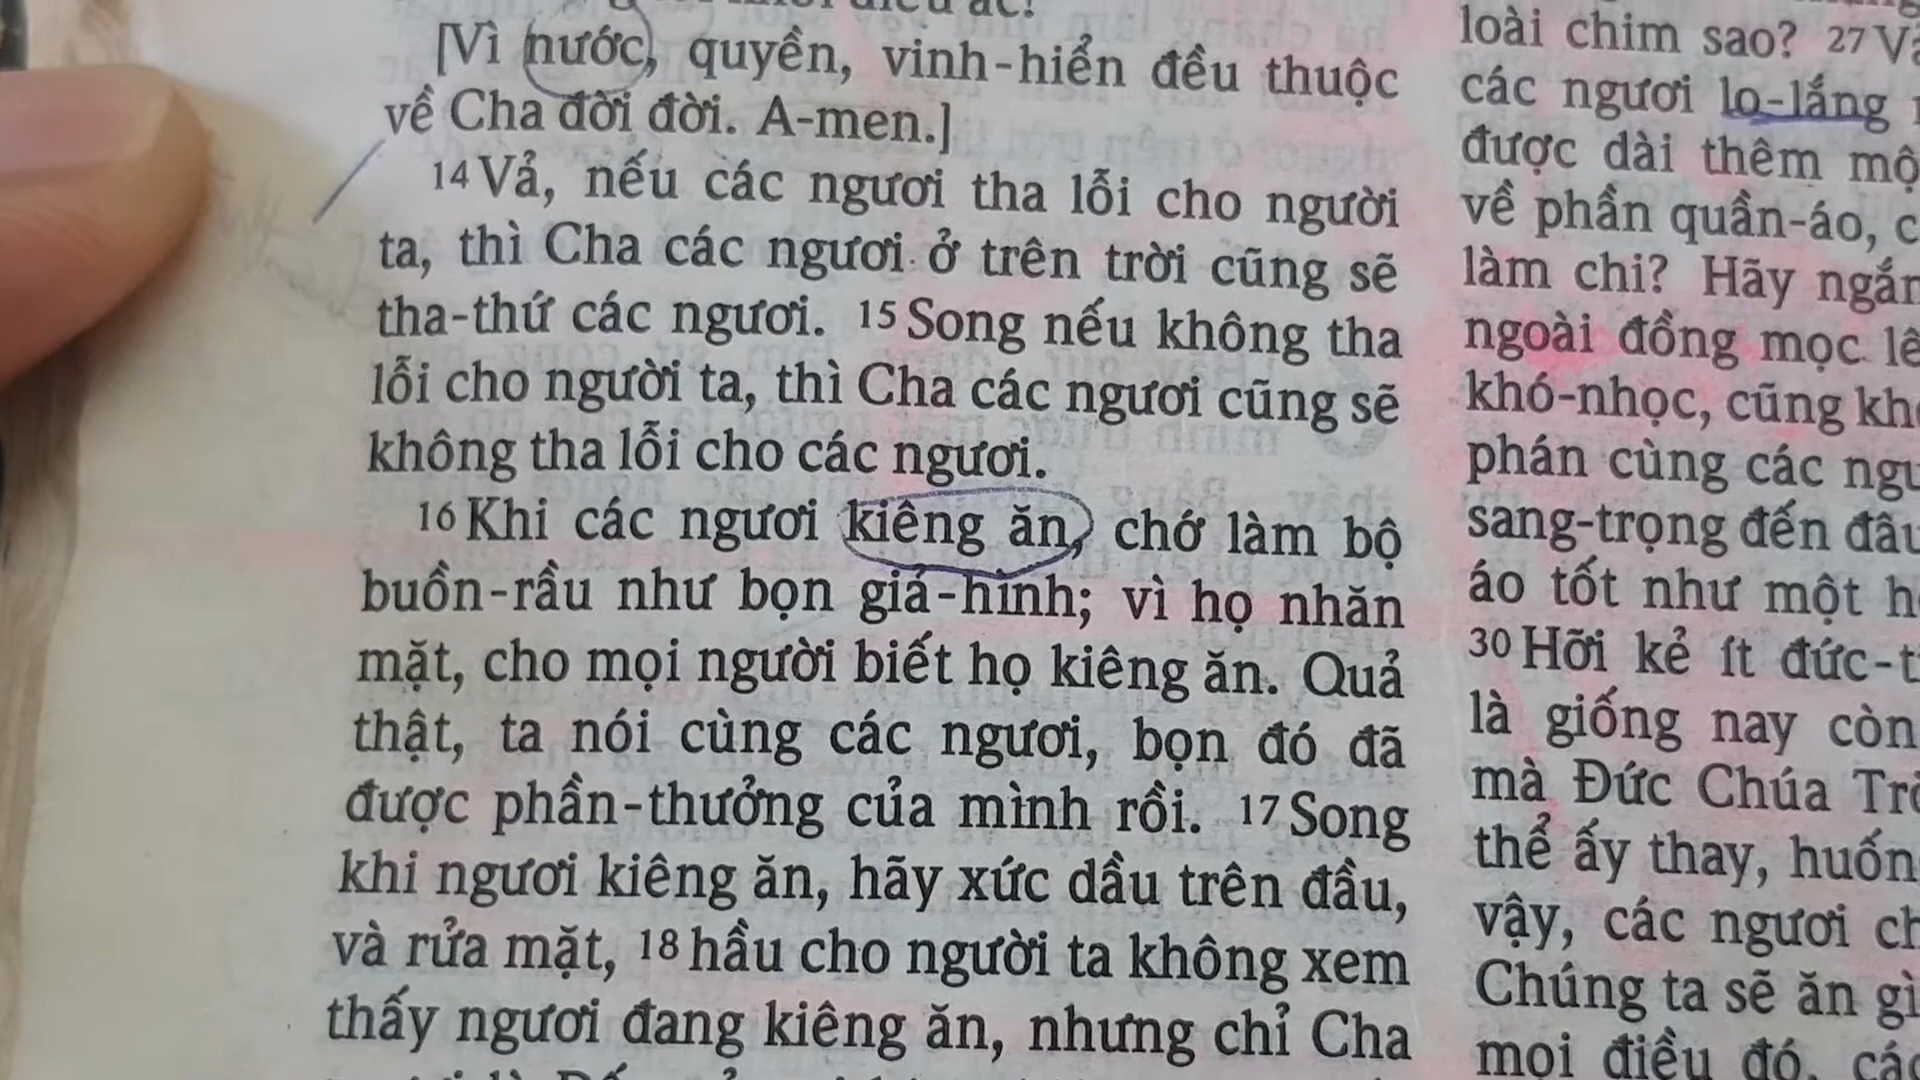 [Vì nước, quyền, vinh-hiển đều thuộc
về Cha đời đời. A-men.]
14 Vả, nếu các ngươi tha lỗi cho người
ta, thì Cha các ngươi ở trên trời cũng sẽ
tha-thứ các ngươi. 15 Song nếu không tha
lỗi cho người ta, thì Cha các ngươi cũng sẽ
không tha lỗi cho các ngươi.
16 Khi các ngươi kiêng ăn, chớ làm bộ
buồn-rầu như bọn giả-hình; vì họ nhăn
mặt, cho mọi người biết họ kiêng ăn. Quả
thật, ta nói cùng các ngươi, bọn đó đã
được phần-thưởng của mình rồi. 17 Song
khi ngươi kiêng ăn, hãy xức dầu trên đầu,
và rửa mặt, 18 hầu cho người ta không xem
thấy ngươi đang kiêng ăn, nhưng chỉ Cha
loài chim sao? 27
các ngươi lo-lắng
được dài thêm
về phần quần-áo,
làm chi? Hãy
ngoài đồng mọc
khó-nhọc, cũng
phán cùng các
sang-trọng đến
áo tốt như một
30 Hỡi kẻ ít
là giống nay còn
mà Đức Chúa
thể ấy thay, huống
vậy, các ngươi
Chúng ta sẽ ăn
mọi điều đó,